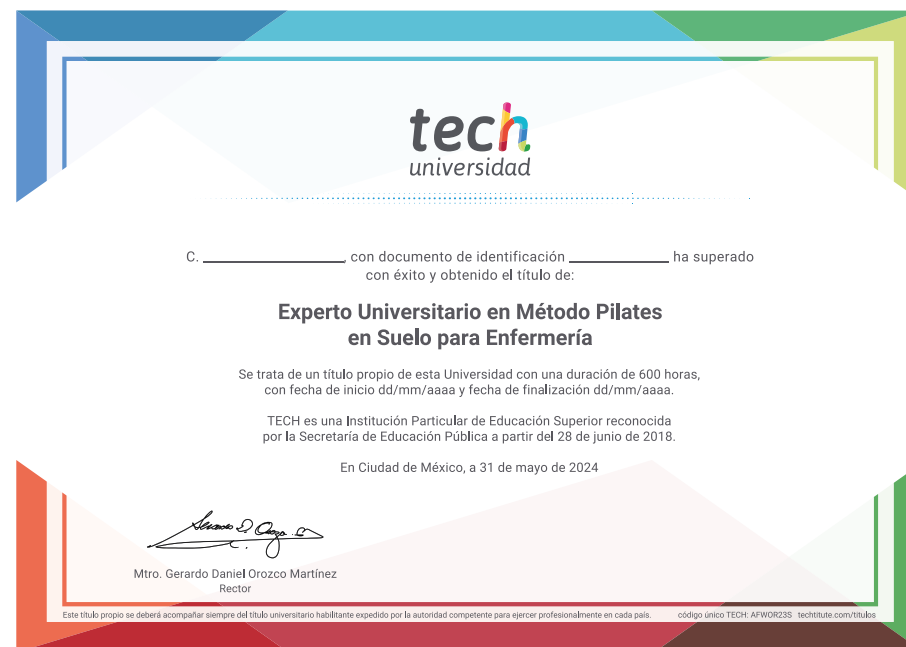 tech
universidad
C. ____________________, con documento de identificación ______________ ha superado
con éxito y obtenido el título de:
Experto Universitario en Método Pilates
en Suelo para Enfermería
Se trata de un título propio de esta Universidad con una duración de 600 horas,
con fecha de inicio dd/mm/aaaa y fecha de finalización dd/mm/aaaa.
TECH es una Institución Particular de Educación Superior reconocida
por la Secretaría de Educación Pública a partir del 28 de junio de 2018.
En Ciudad de México, a 31 de mayo de 2024
Mtro. Gerardo Daniel Orozco Martínez
Rector
Este título propio se deberá acompañar siempre del título universitario habilitante expedido por la autoridad competente para ejercer profesionalmente en cada país. código único TECH: AFWOR23S techtitute.com/titulos